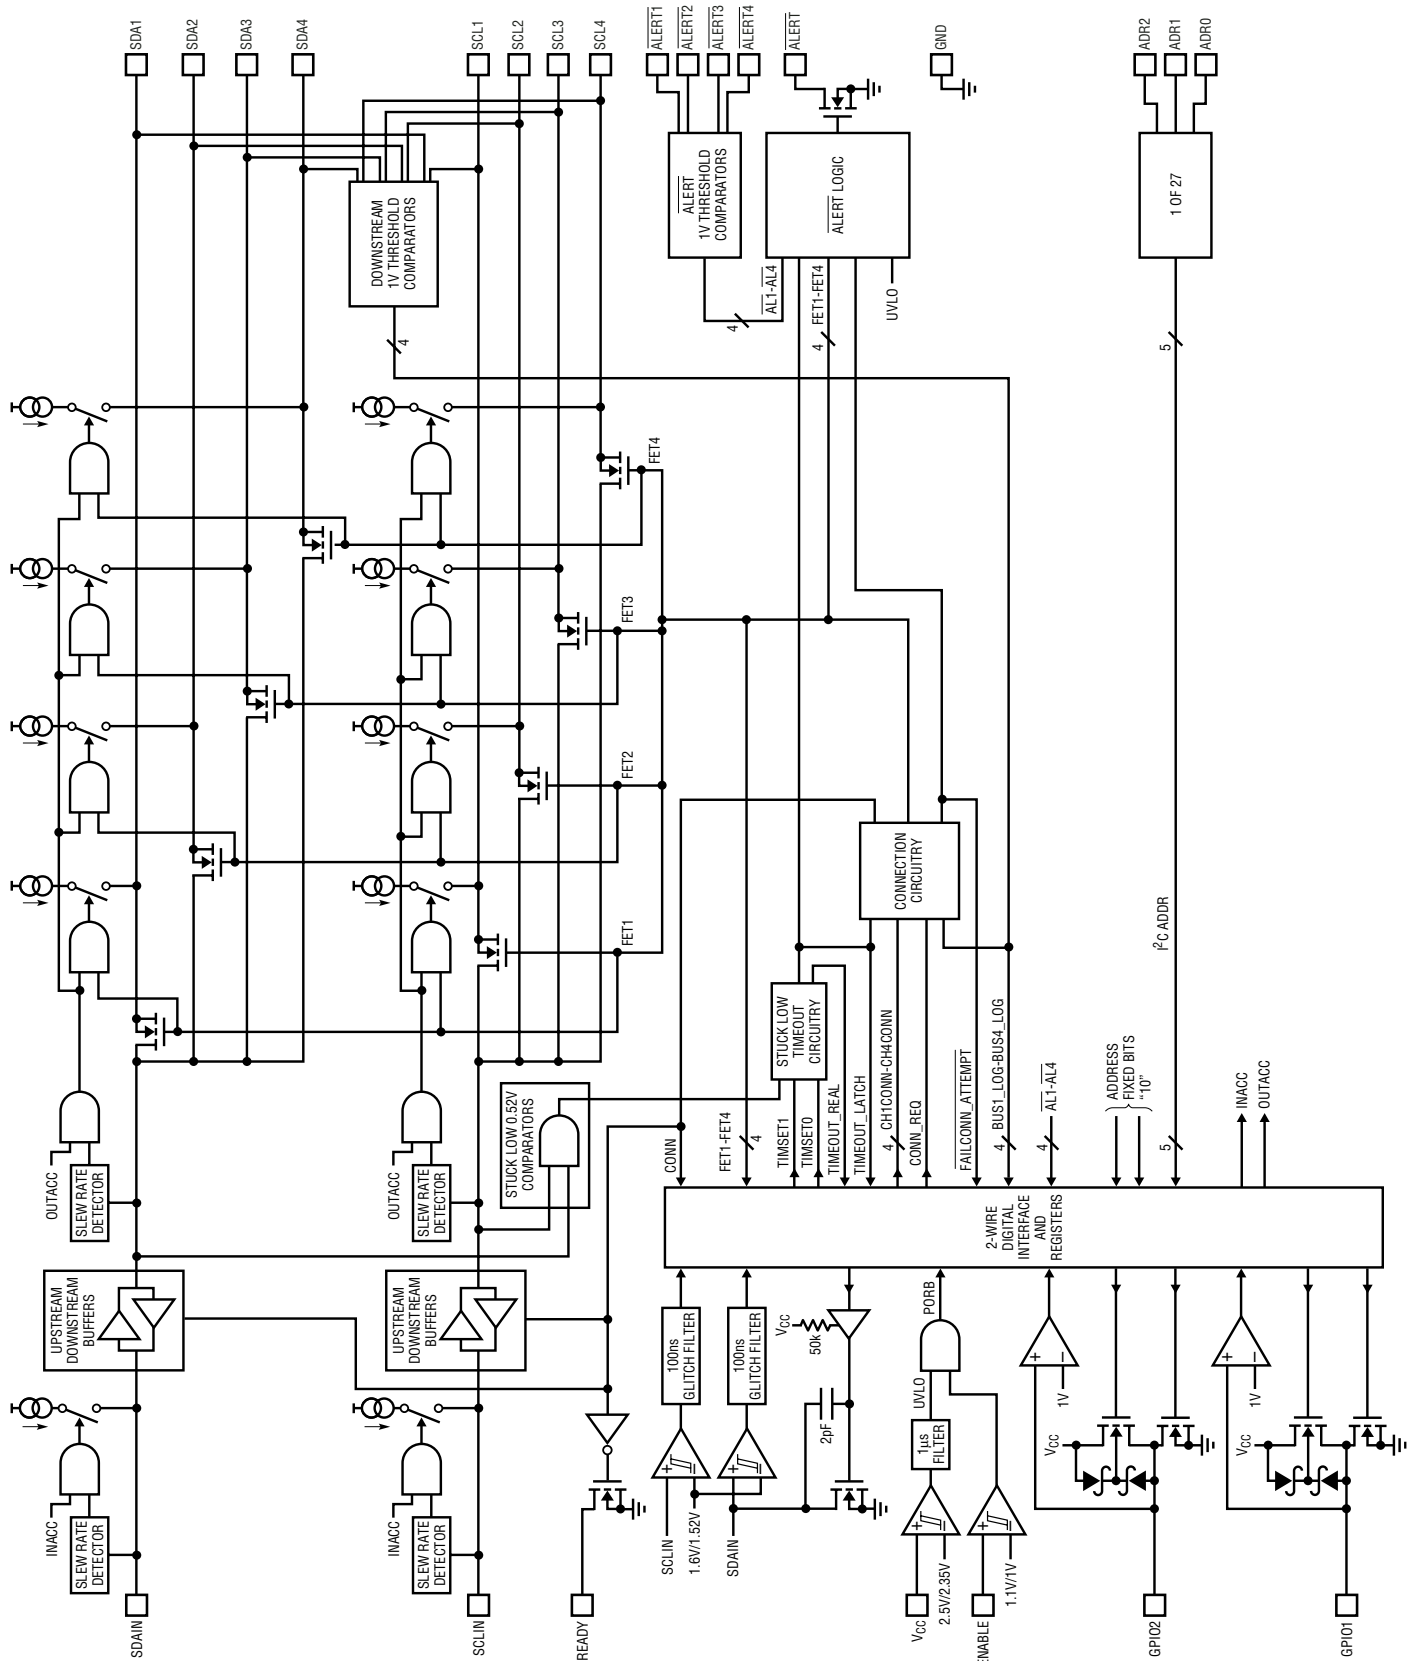 SDA1
SDA2
SDA3
SDA4
SCL1
SCL2
SCL3
SCL4
ALERT1
ALERT2
ALERT3
ALERT4
ALERT
GND
ADR2
ADR1
ADR0
DOWNSTREAM
1V THRESHOLD
COMPARATORS
4
ALERT
1V THRESHOLD
COMPARATORS
4
AL1-AL4
ALERT LOGIC
FET1-FET4
4
UVLO
1 OF 27
5
FET4
FET3
FET2
FET1
CONNECTION
CIRCUITRY
I²C ADDR
STUCK LOW
TIMEOUT
CIRCUITRY
OUTACC
SLEW RATE
DETECTOR
OUTACC
SLEW RATE
DETECTOR
STUCK LOW 0.52V
COMPARATORS
CONN
FET1-FET4
4
TIMSET1
TIMSET0
TIMEOUT_REAL
TIMEOUT_LATCH
CH1CONN-CH4CONN
4
CONN_REQ
FAILCONN_ATTEMPT
BUS1_LOG-BUS4_LOG
4
AL1-AL4
4
ADDRESS
FIXED BITS
"10"
5
INACC
OUTACC
2-WIRE
DIGITAL
INTERFACE
AND
REGISTERS
UPSTREAM
DOWNSTREAM
BUFFERS
UPSTREAM
DOWNSTREAM
BUFFERS
100ns
GLITCH FILTER
100ns
GLITCH FILTER
VCC
50k
2pF
PORB
UVLO
1µs
FILTER
1V
VCC
1V
VCC
INACC
SLEW RATE
DETECTOR
INACC
SLEW RATE
DETECTOR
SCLIN
1.6V/1.52V
SDAIN
2.5V/2.35V
1.1V/1V
SDAIN
SCLIN
READY
VCC
ENABLE
GPIO2
GPIO1